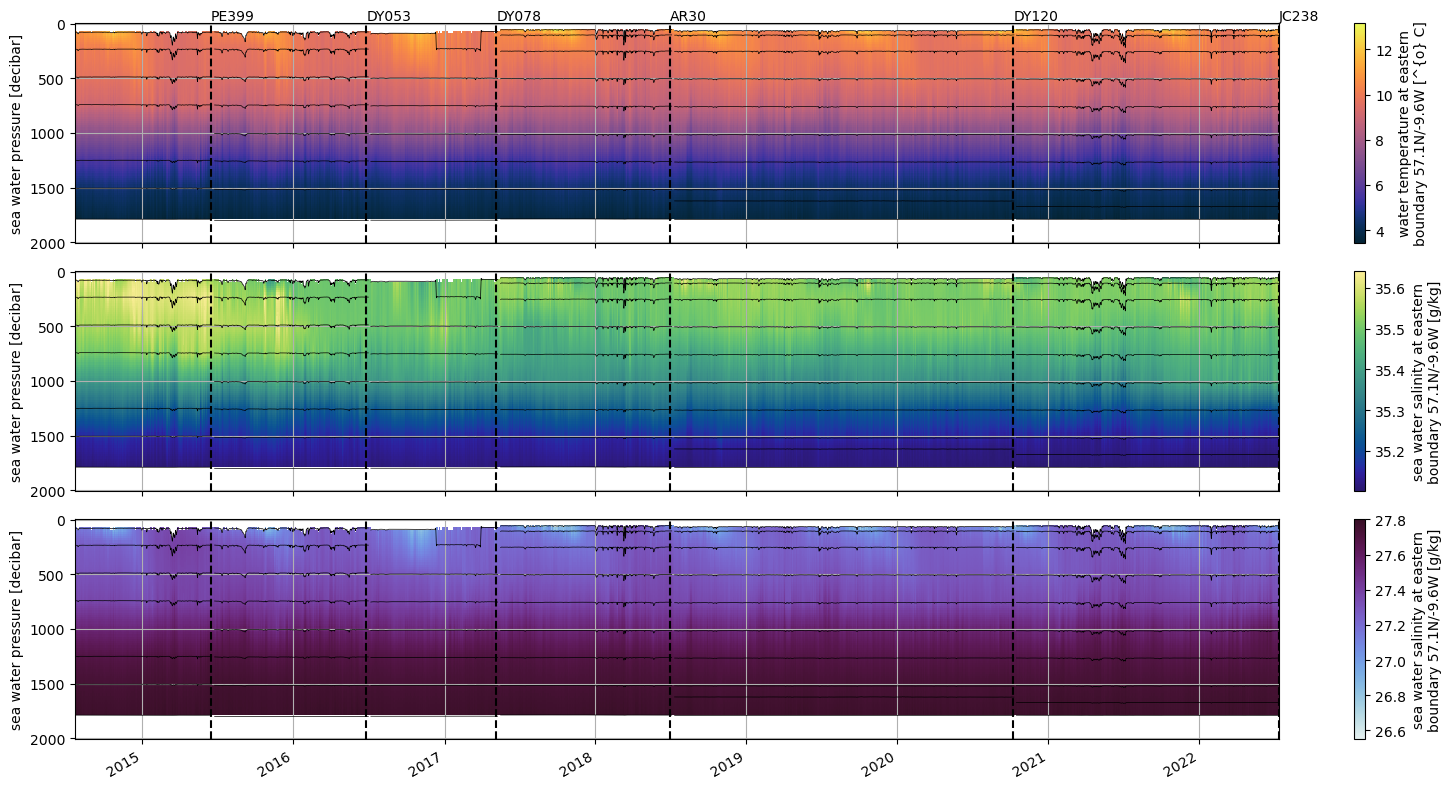 PE399 DY053 DY078 AR30 DY120 JC238
sea water pressure [decibar]
0
500
1000
1500
2000
12
10
8
6
4
water temperature at eastern
boundary 57.1N/-9.6W [^{o} C]
sea water pressure [decibar]
0
500
1000
1500
2000
35.6
35.5
35.4
35.3
35.2
sea water salinity at eastern
boundary 57.1N/-9.6W [g/kg]
sea water pressure [decibar]
0
500
1000
1500
2000
27.8
27.6
27.4
27.2
27.0
26.8
26.6
sea water salinity at eastern
boundary 57.1N/-9.6W [g/kg]
2015 2016 2017 2018 2019 2020 2021 2022